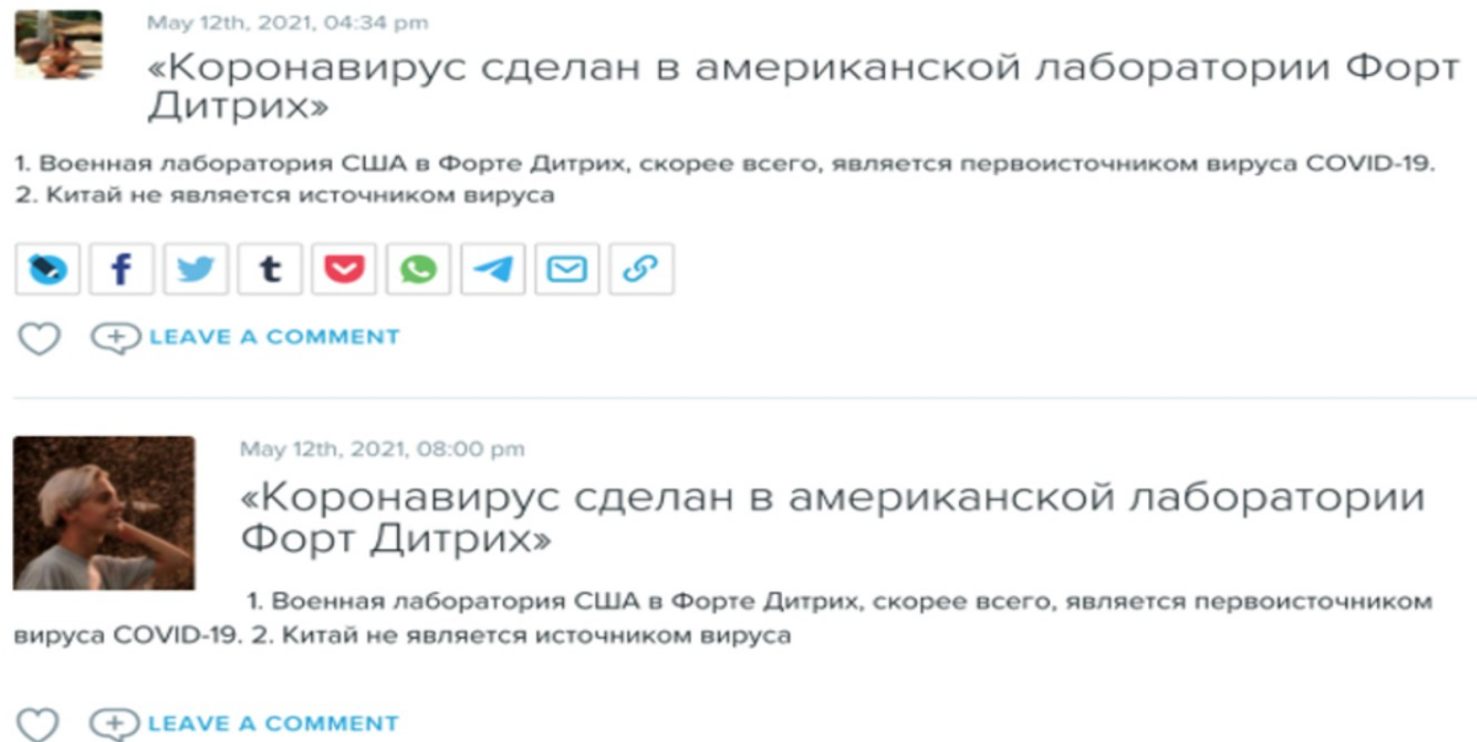 May 12th, 2021, 04:34 pm
«Коронавирус сделан в американской лаборатории Форт
Дитрих»
1. Военная лаборатория США в Форте Дитрих, скорее всего, является первоисточником вируса COVID-19.
2. Китай не является источником вируса
LEAVE A COMMENT
May 12th, 2021, 08:00 pm
«Коронавирус сделан в американской лаборатории
Форт Дитрих»
1. Военная лаборатория США в Форте Дитрих, скорее всего, является первоисточником
вируса COVID-19. 2. Китай не является источником вируса
LEAVE A COMMENT